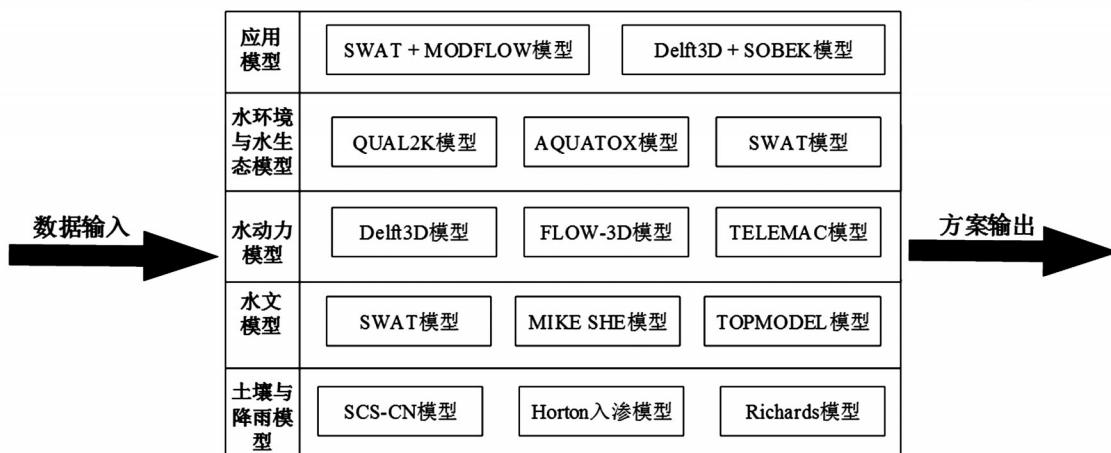 数据输入
应用
模型
SWAT + MODFLOW模型
Delft3D + SOBEK模型
水环境
与水生
态模型
QUAL2K模型
AQUATOX模型
SWAT模型
水动力
模型
Delft3D模型
FLOW-3D模型
TELEMAC模型
水文
模型
SWAT模型
MIKE SHE模型
TOPMODEL模型
土壤与
降雨模
型
SCS-CN模型
Horton入渗模型
Richards模型
方案输出